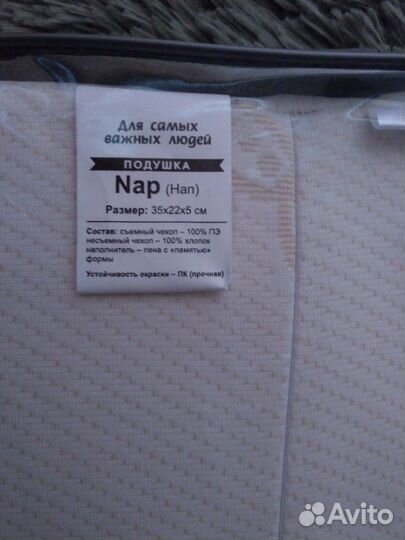 Для самых
важных людей
ПОДУШКА
Nap (Нап)
Размер: 35х22х5 см
Состав: съемный чехол – 100% ПЭ
несъемный чехол – 100% хлопок
наполнитель – пена с «памятью»
формы
Устойчивость окраски – ПК (прочная)
Avito